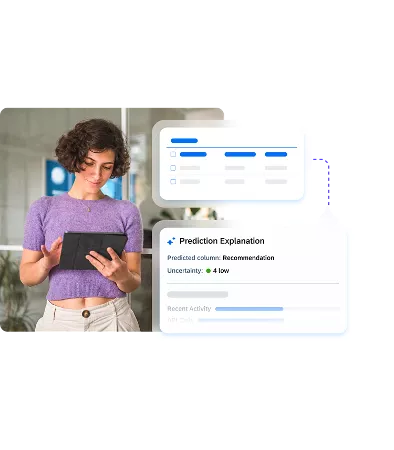 Prediction Explanation
Predicted column: Recommendation
Uncertainty: 4 low
Recent Activity